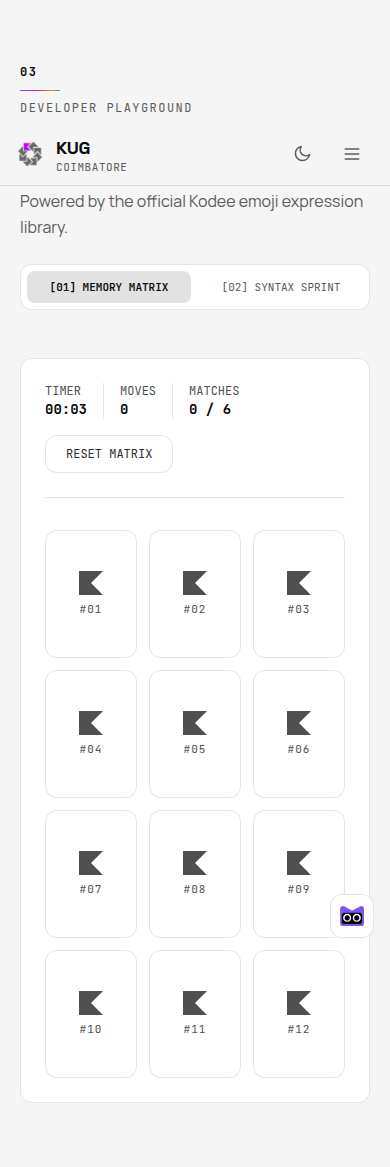 03
DEVELOPER PLAYGROUND
KUG
COIMBATORE
Powered by the official Kodee emoji expression
library.
[01] MEMORY MATRIX
[02] SYNTAX SPRINT
TIMER MOVES MATCHES
00:03 0 0 / 6
RESET MATRIX
#01 #02 #03
#04 #05 #06
#07 #08 #09
#10 #11 #12